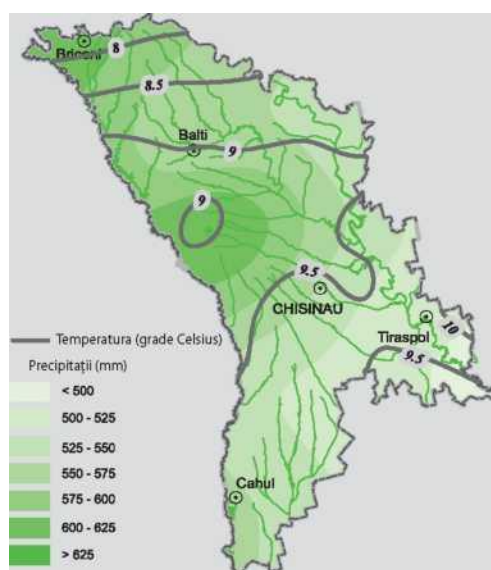 8
Briceni
8.5
Balti
9
9
9.5
CHISINAU
10
Tiraspol
9.5
Temperatura (grade Celsius)
Precipitații (mm)
< 500
500 - 525
525 - 550
550 - 575
575 - 600
600 - 625
> 625
Cahul